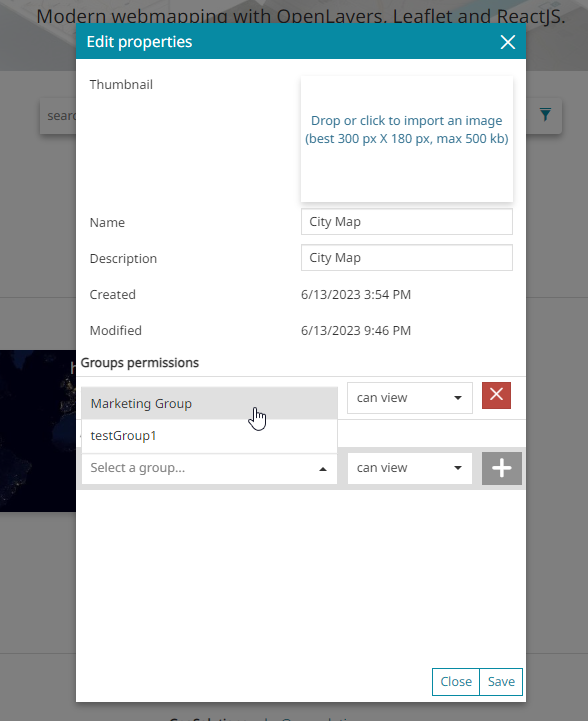 Modern webmapping with OpenLayers, Leaflet and ReactJS.
Edit properties
sear
Thumbnail
Drop or click to import an image
(best 300 px X 180 px, max 500 kb)
Name
City Map
Description
City Map
Created
6/13/2023 3:54 PM
Modified
6/13/2023 9:46 PM
Groups permissions
Marketing Group
can view
testGroup1
Select a group...
can view
Close
Save